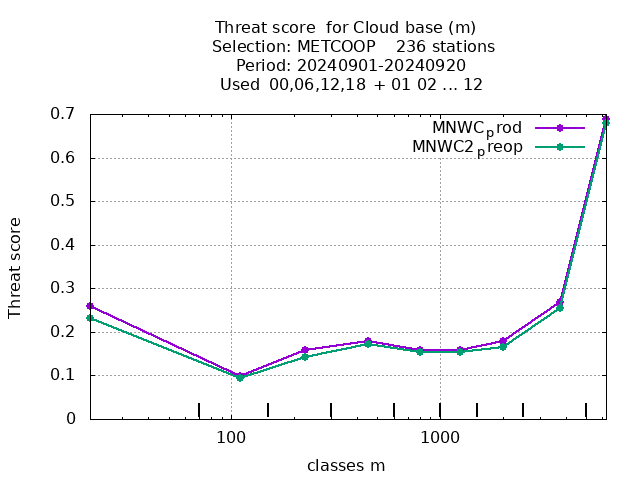 Threat score  for Cloud base (m)
Selection: METCOOP    236 stations
Period: 20240901-20240920
Used  00,06,12,18  + 01 02 ... 12
MNWCprod
MNWC2preop
0.7
0.6
0.5
0.4
0.3
0.2
0.1
0
Threat score
100 1000
classes m